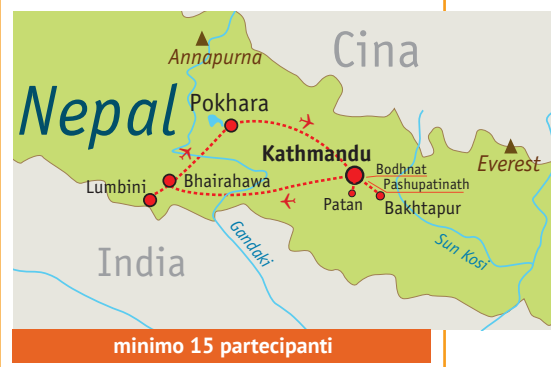 Cina
Annapurna
Nepal
Pokhara
Kathmandu
Bodhnat
Pashupatinath
Everest
Lumbini
Bhairahawa
Patan
Bakhtapur
Gandaki
Sun Kosi
India
minimo 15 partecipanti